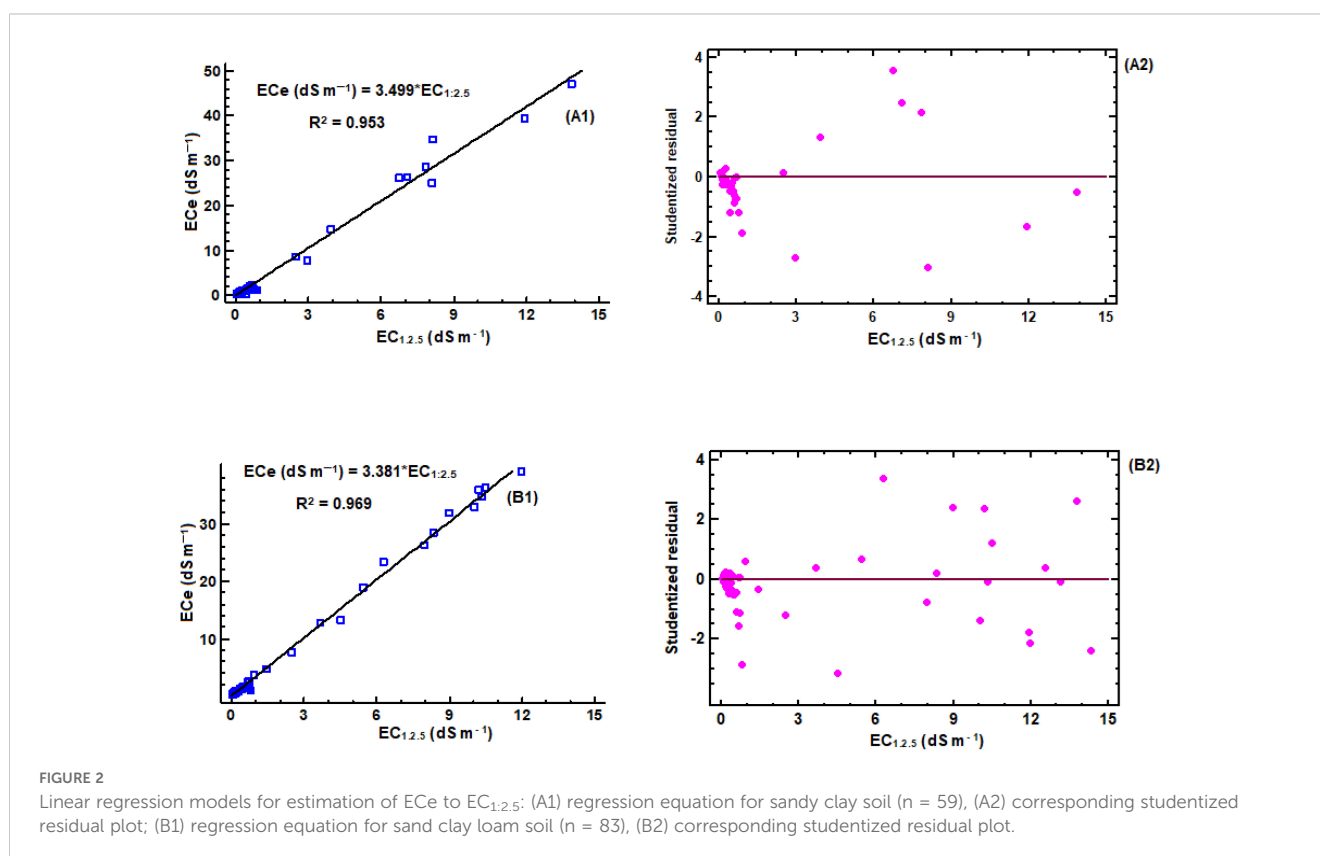 50
40
30
20
10
0
ECe (dS m⁻¹)
ECe (dS m⁻¹) = 3.499*EC1:2.5
R² = 0.953
(A1)
0 3 6 9 12 15
EC1:2.5 (dS m⁻¹)
4
2
0
-2
-4
Studentized residual
(A2)
0 3 6 9 12 15
EC1:2.5 (dS m⁻¹)
30
20
10
ECe (dS m⁻¹)
ECe (dS m⁻¹) = 3.381*EC1:2.5
R² = 0.969
(B1)
0 3 6 9 12 15
EC1:2.5 (dS m⁻¹)
4
2
0
-2
Studentized residual
(B2)
0 3 6 9 12 15
EC1:2.5 (dS m⁻¹)
FIGURE 2
Linear regression models for estimation of ECe to EC1:2.5: (A1) regression equation for sandy clay soil (n = 59), (A2) corresponding studentized
residual plot; (B1) regression equation for sand clay loam soil (n = 83), (B2) corresponding studentized residual plot.